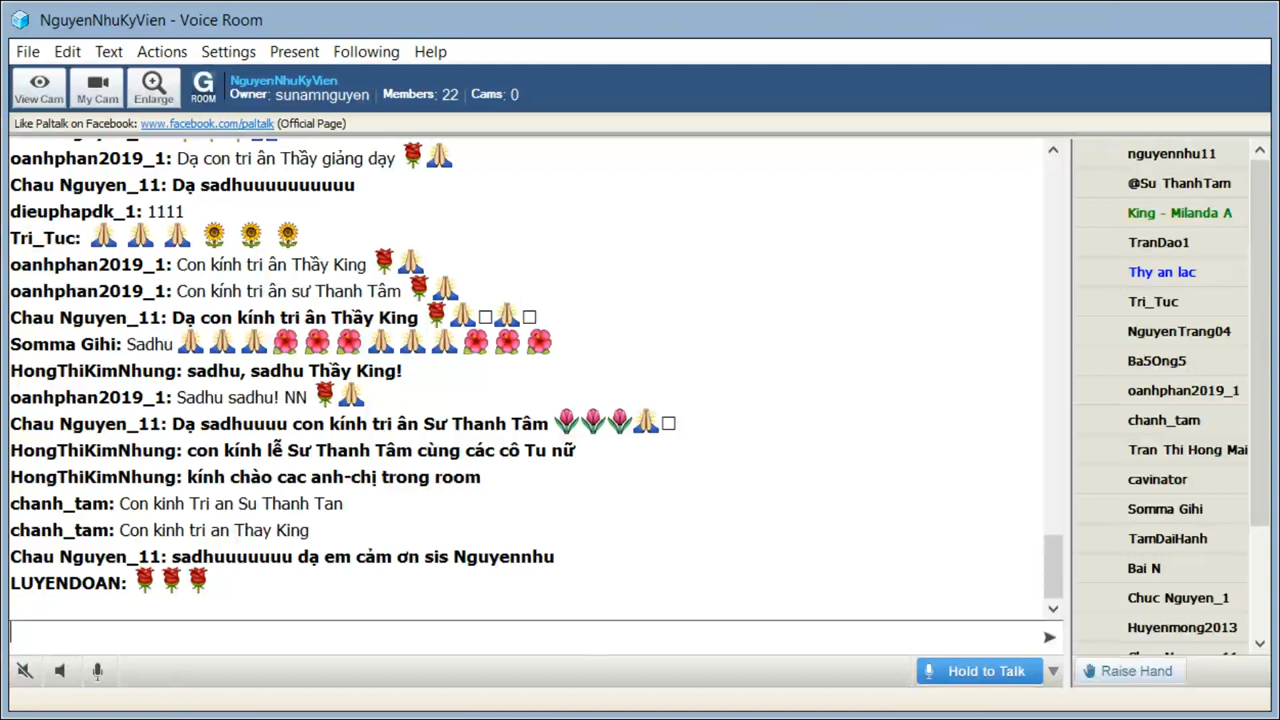 NguyenNhuKyVien - Voice Room
File Edit Text Actions Settings Present Following Help
View Cam My Cam Enlarge G ROOM
NguyenNhuKyVien
Owner: sunamnguyen Members: 22 Cams: 0
Like Paltalk on Facebook: www.facebook.com/paltalk (Official Page)
oanhphan2019_1: Dạ con tri ân Thầy giảng dạy
Chau Nguyen_11: Dạ sadhuuuuuuuuuu
dieuphapdk_1: 1111
Tri_Tuc:
oanhphan2019_1: Con kính tri ân Thầy King
oanhphan2019_1: Con kính tri ân sư Thanh Tâm
Chau Nguyen_11: Dạ con kính tri ân Thầy King
Somma Gihi: Sadhu
HongThiKimNhung: sadhu, sadhu Thầy King!
oanhphan2019_1: Sadhu sadhu! NN
Chau Nguyen_11: Dạ sadhuuuu con kính tri ân Sư Thanh Tâm
HongThiKimNhung: con kính lễ Sư Thanh Tâm cùng các cô Tu nữ
HongThiKimNhung: kính chào cac anh-chị trong room
chanh_tam: Con kinh Tri an Su Thanh Tan
chanh_tam: Con kinh tri an Thay King
Chau Nguyen_11: sadhuuuuuuu dạ em cảm ơn sis Nguyennhu
LUYENDOAN:
nguyennhu11
@Su ThanhTam
King - Milanda A
TranDao1
Thy an lac
Tri_Tuc
NguyenTrang04
Ba5Ong5
oanhphan2019_1
chanh_tam
Tran Thi Hong Mai
cavinator
Somma Gihi
TamDaiHanh
Bai N
Chuc Nguyen_1
Huyenmong2013
Hold to Talk
Raise Hand